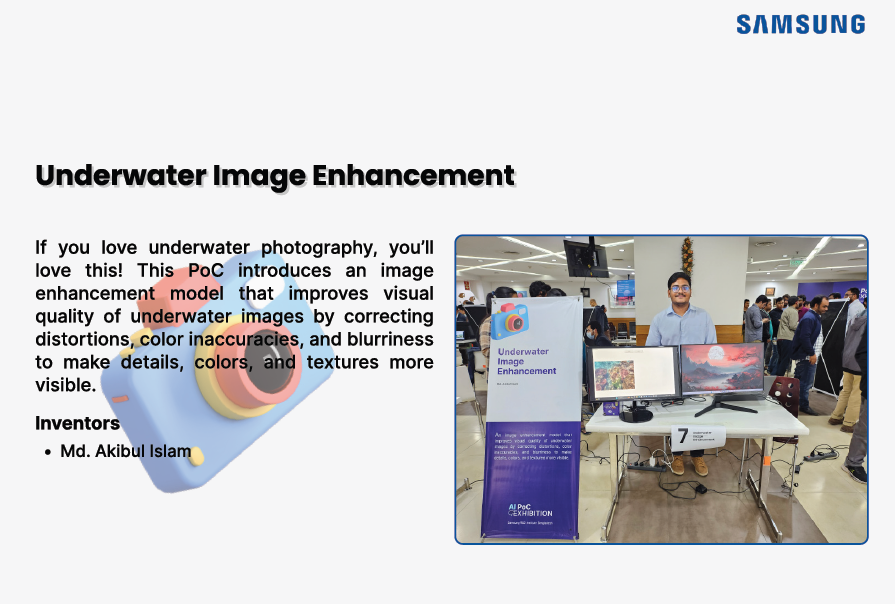 SAMSUNG
Underwater Image Enhancement
If you love underwater photography, you’ll
love this! This PoC introduces an image
enhancement model that improves visual
quality of underwater images by correcting
distortions, color inaccuracies, and blurriness
to make details, colors, and textures more
visible.
Inventors
• Md. Akibul Islam
Underwater
Image
Enhancement
Md. Akibul Islam
An image enhancement model that
improves visual quality of underwater
images by correcting distortions, color
inaccuracies, and blurriness to make
details, colors, and textures more visible.
AI PoC
EXHIBITION
7